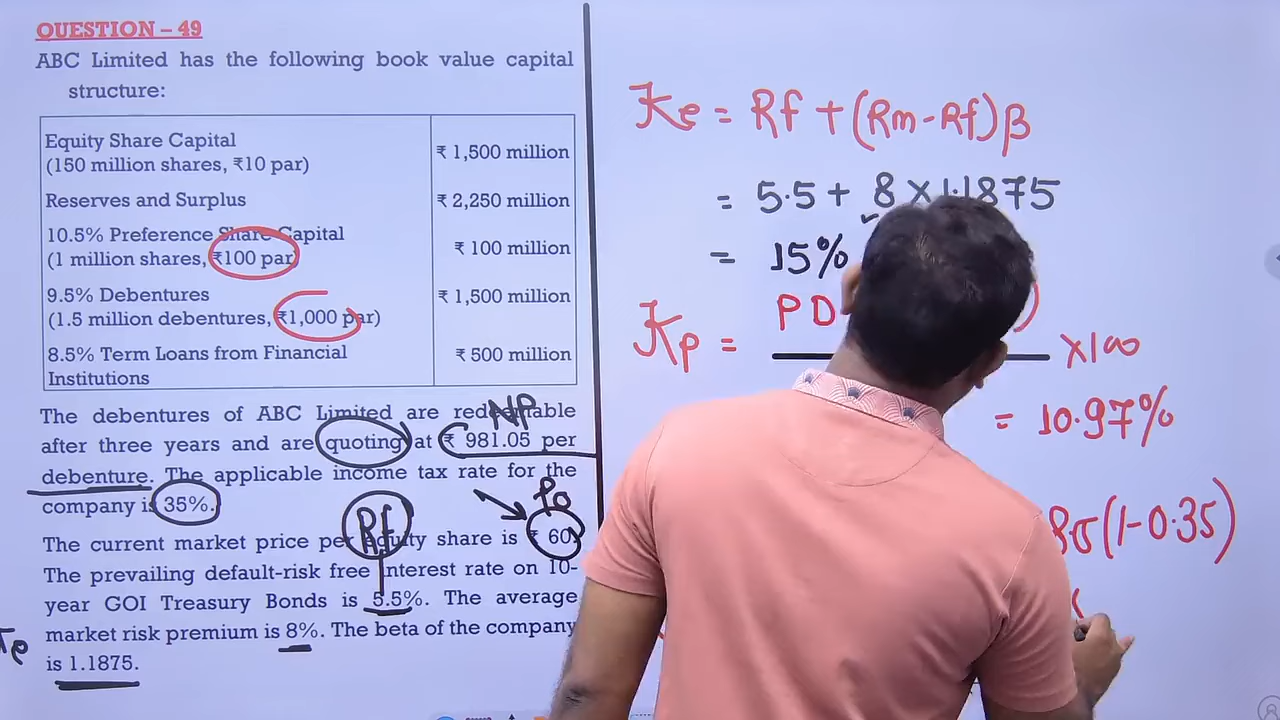 QUESTION – 49
ABC Limited has the following book value capital
structure:
Equity Share Capital
(150 million shares, ₹10 par)
₹ 1,500 million
Reserves and Surplus
₹ 2,250 million
10.5% Preference Share Capital
(1 million shares, ₹100 par)
₹ 100 million
9.5% Debentures
(1.5 million debentures, ₹1,000 par)
₹ 1,500 million
8.5% Term Loans from Financial
Institutions
₹ 500 million
NP
The debentures of ABC Limited are redeemable
after three years and are quoting at ₹ 981.05 per
debenture. The applicable income tax rate for the
company is 35%.
Rf
P0
The current market price per equity share is ₹ 60.
The prevailing default-risk free interest rate on 10-
year GOI Treasury Bonds is 5.5%. The average
market risk premium is 8%. The beta of the company
is 1.1875.
Ke = Rf + (Rm - Rf) β
= 5.5 + 8 × 1.1875
= 15%
Kp = PD ) ×100
= 10.97%
8.5 (1-0.35)